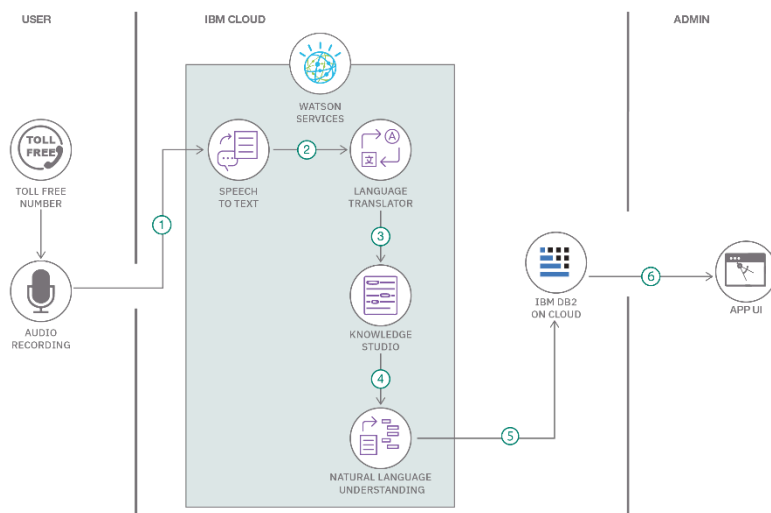 USER
IBM CLOUD
ADMIN
WATSON
SERVICES
TOLL
FREE
TOLL FREE
NUMBER
1
SPEECH
TO TEXT
2
A
文
LANGUAGE
TRANSLATOR
3
AUDIO
RECORDING
KNOWLEDGE
STUDIO
4
NATURAL LANGUAGE
UNDERSTANDING
5
IBM DB2
ON CLOUD
6
APP UI